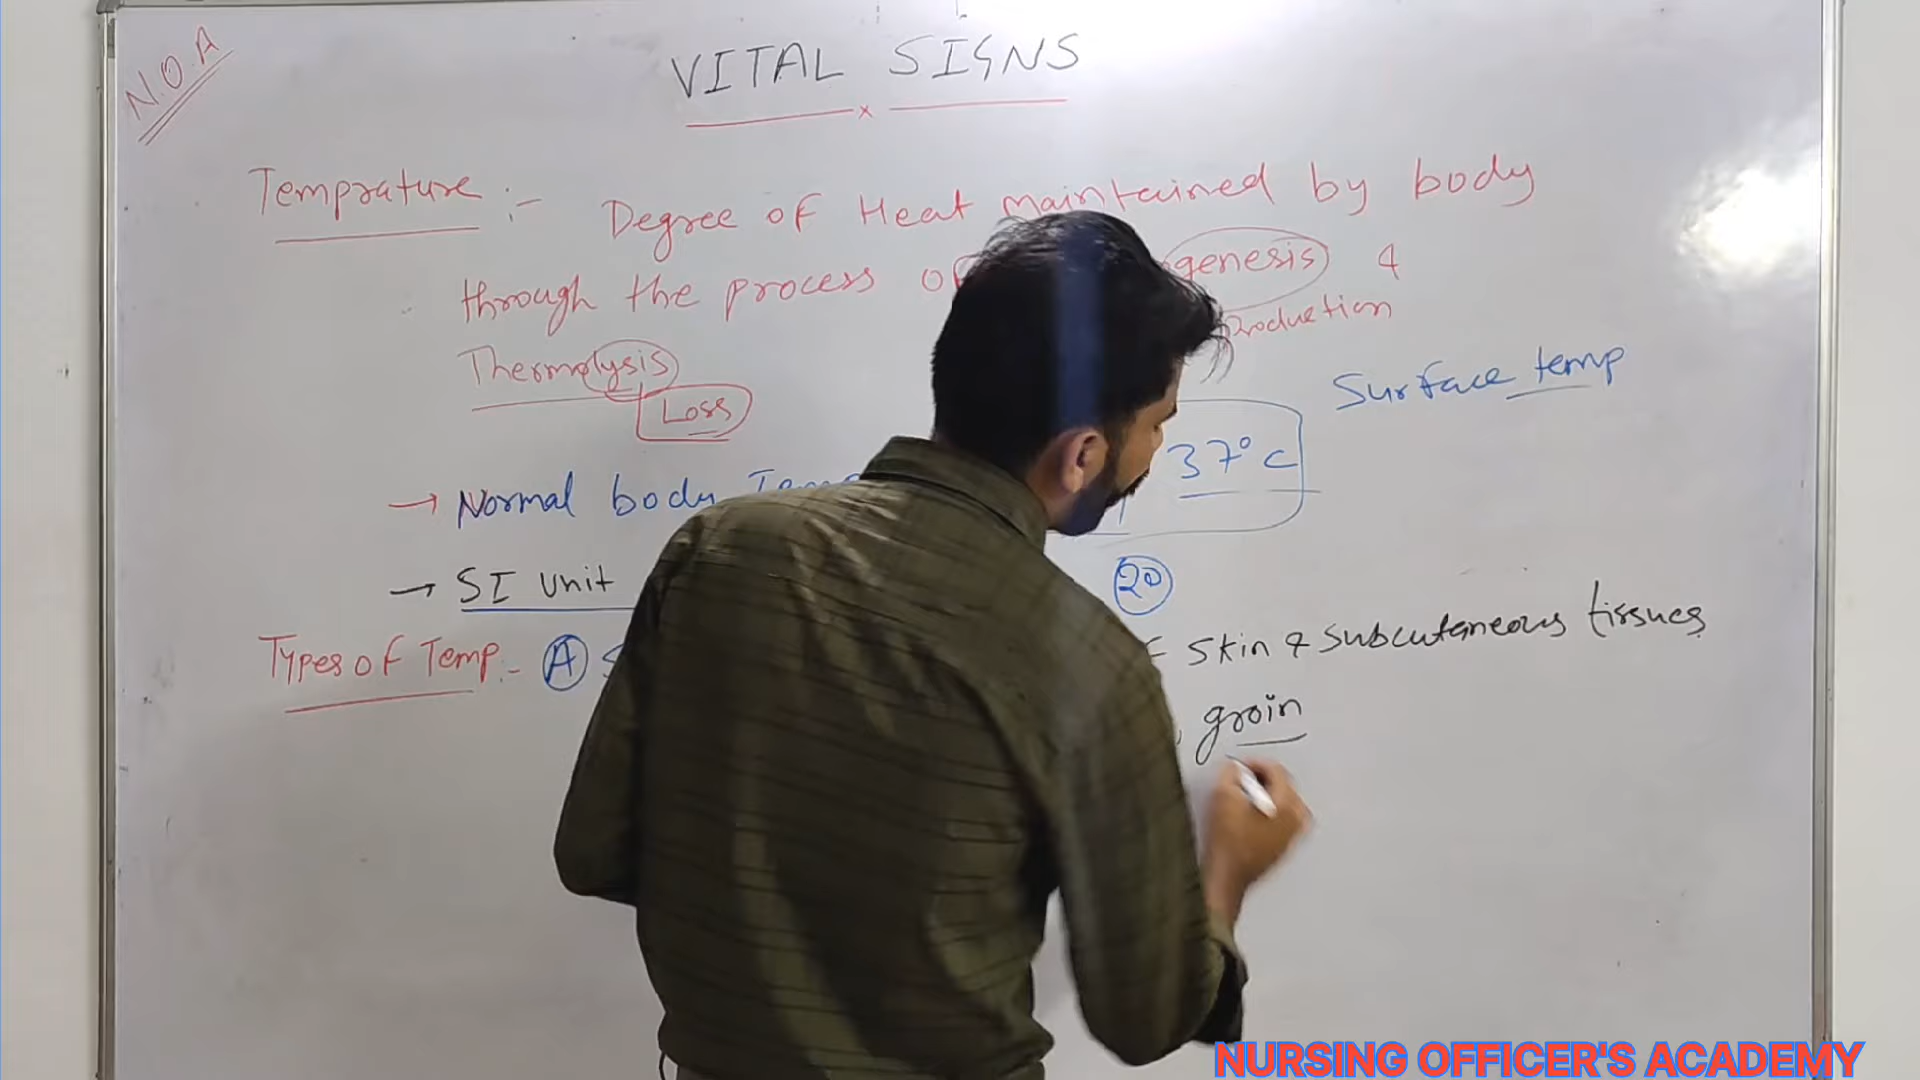 N.O.A
VITAL SIGNS
x
Temprature :- Degree of Heat maintained by body
through the process of genesis &
Production
Thermolysis
Loss
Surface temp
→ Normal body Temp 37°c
→ SI unit 20
Types of Temp :- A skin & subcutaneous tissues
groin
NURSING OFFICER'S ACADEMY